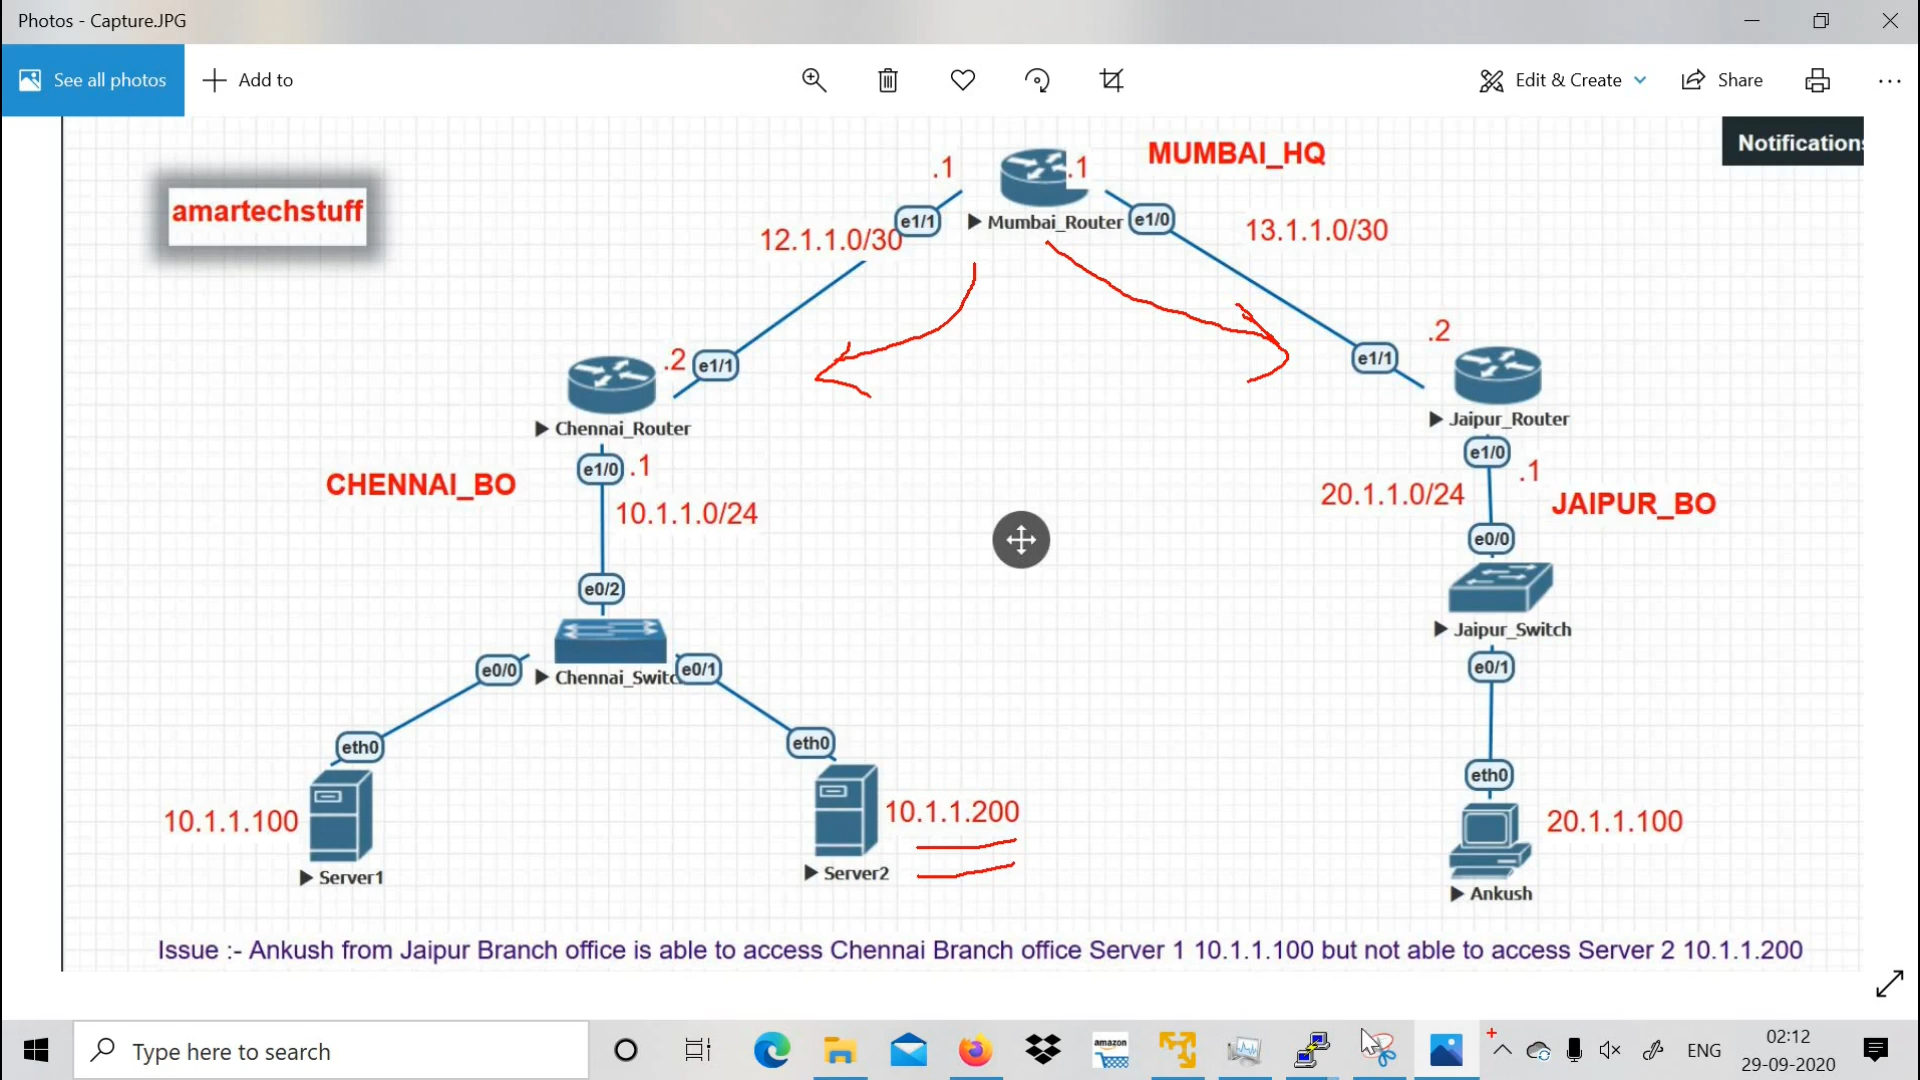 Photos - Capture.JPG
See all photos
Add to
Edit & Create
Share
Notifications
amartechstuff
.1
.1
MUMBAI_HQ
e1/1
Mumbai_Router
e1/0
12.1.1.0/30
13.1.1.0/30
.2
e1/1
e1/1
.2
Chennai_Router
Jaipur_Router
e1/0
.1
e1/0
.1
CHENNAI_BO
10.1.1.0/24
20.1.1.0/24
JAIPUR_BO
e0/2
e0/0
e0/0
Chennai_Switc
e0/1
Jaipur_Switch
e0/1
eth0
eth0
eth0
10.1.1.100
10.1.1.200
20.1.1.100
Server1
Server2
Ankush
Issue :- Ankush from Jaipur Branch office is able to access Chennai Branch office Server 1 10.1.1.100 but not able to access Server 2 10.1.1.200
Type here to search
amazon
ENG
02:12
29-09-2020